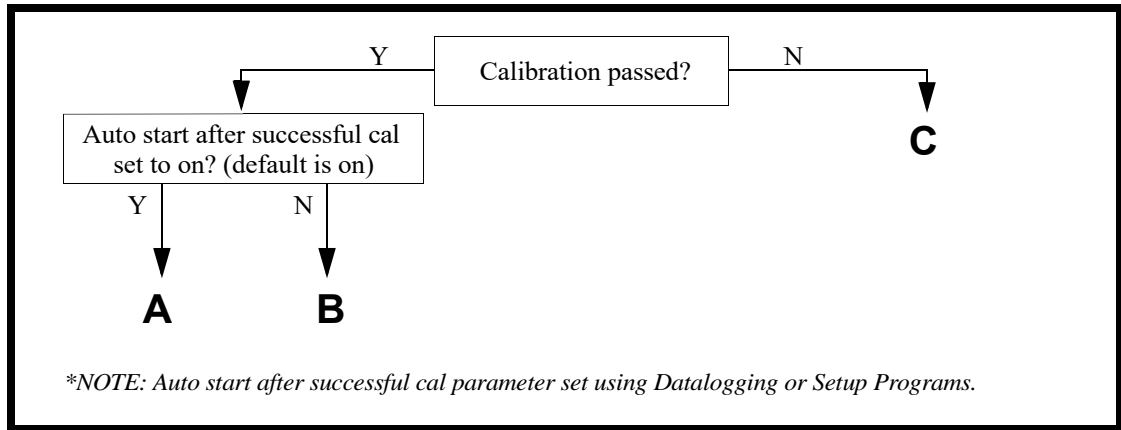 Calibration passed?
Y
N
Auto start after successful cal
set to on? (default is on)
C
Y
N
A
B
*NOTE: Auto start after successful cal parameter set using Datalogging or Setup Programs.